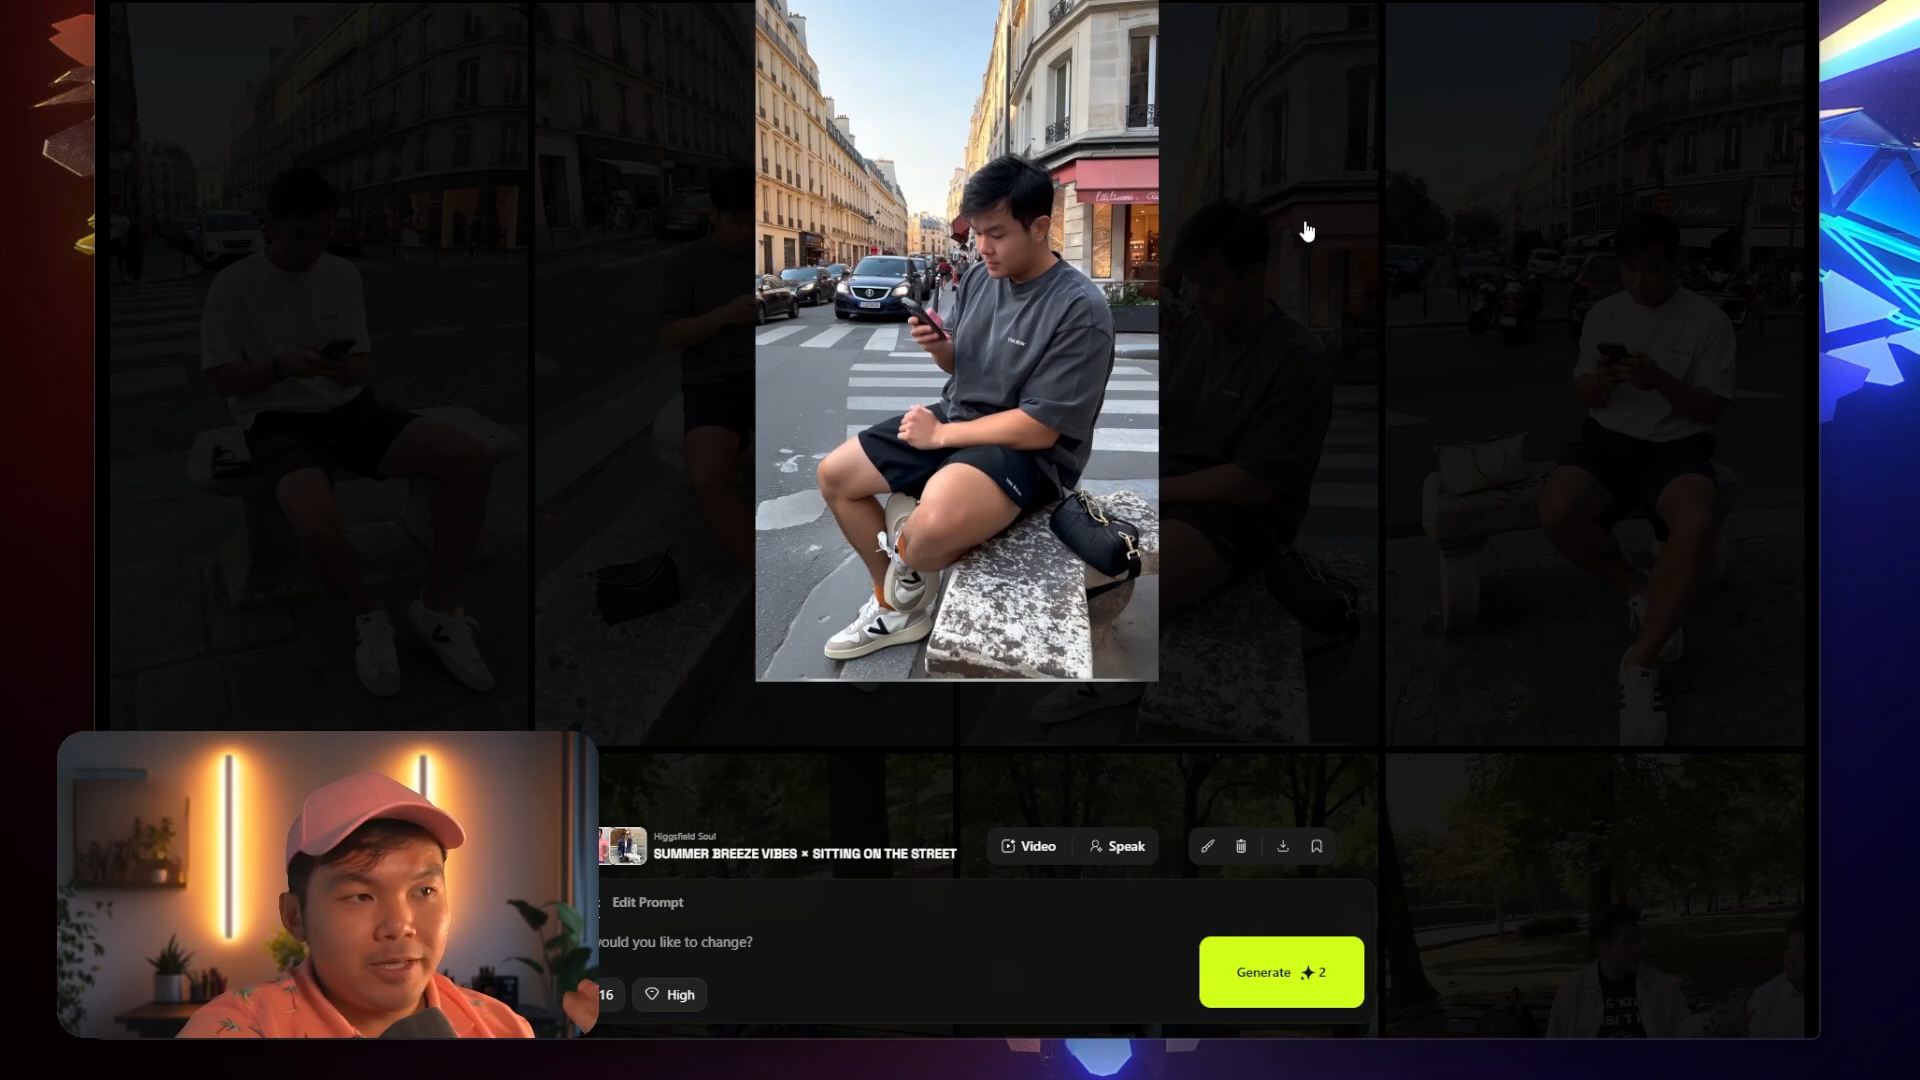 Higgsfield Soul
SUMMER BREEZE VIBES × SITTING ON THE STREET
Video
Speak
Edit Prompt
ould you like to change?
16
High
Generate 2